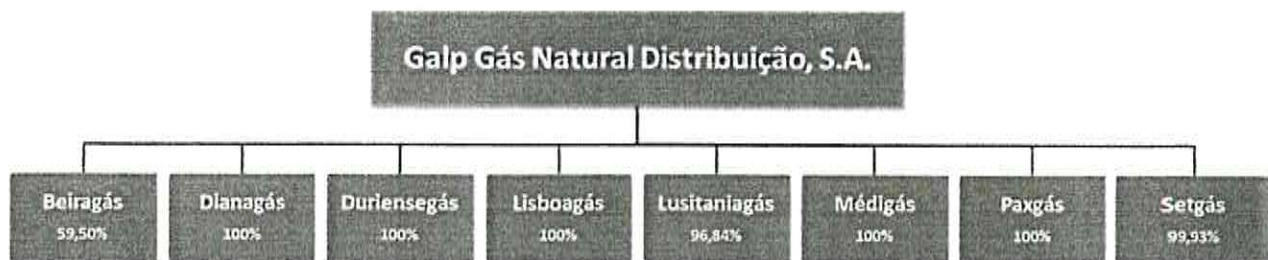 Galp Gás Natural Distribuição, S.A.
Beiragás
59,50%
Dianagás
100%
Duriensegás
100%
Lisboagás
100%
Lusitaniagás
96,84%
Médigás
100%
Paxgás
100%
Setgás
99,93%